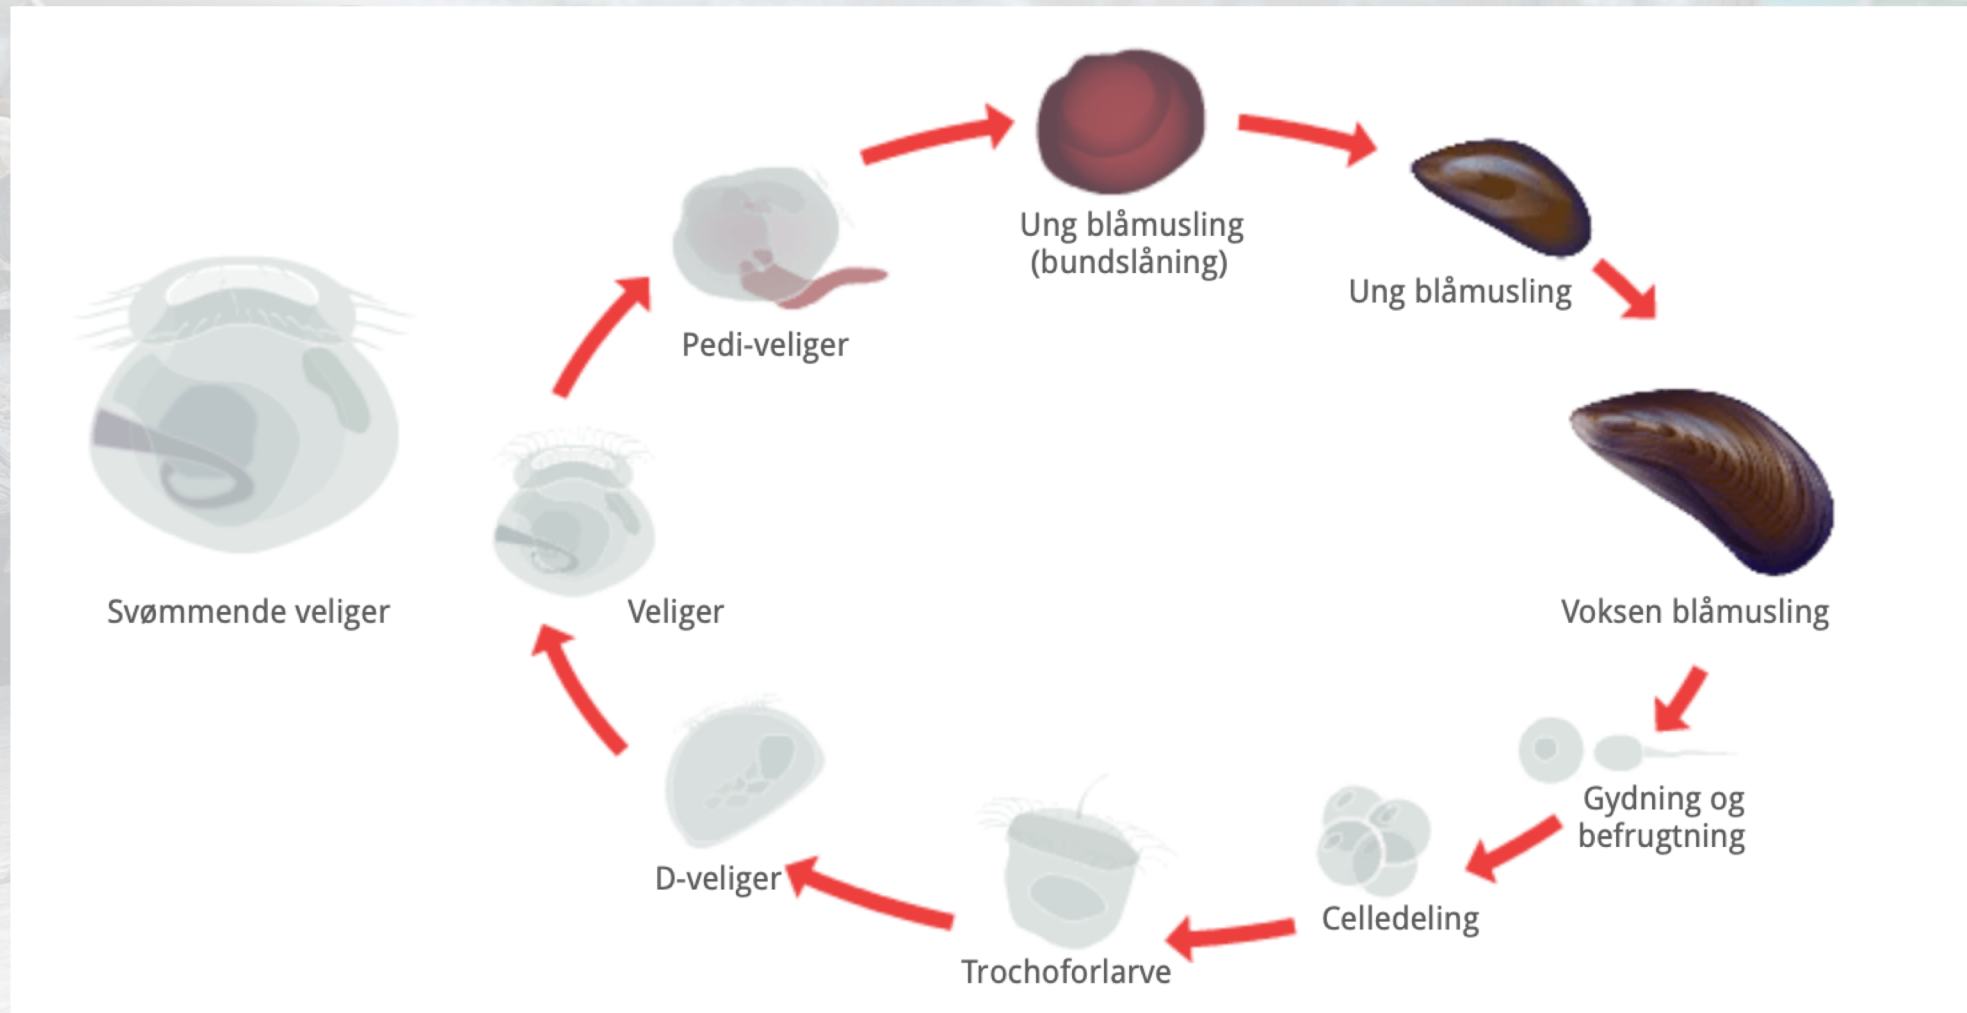 Ung blåmusling
(bundslåning)
Ung blåmusling
Pedi-veliger
Svømmende veliger
Veliger
Voksen blåmusling
Gydning og
befrugtning
D-veliger
Celledeling
Trochoforlarve